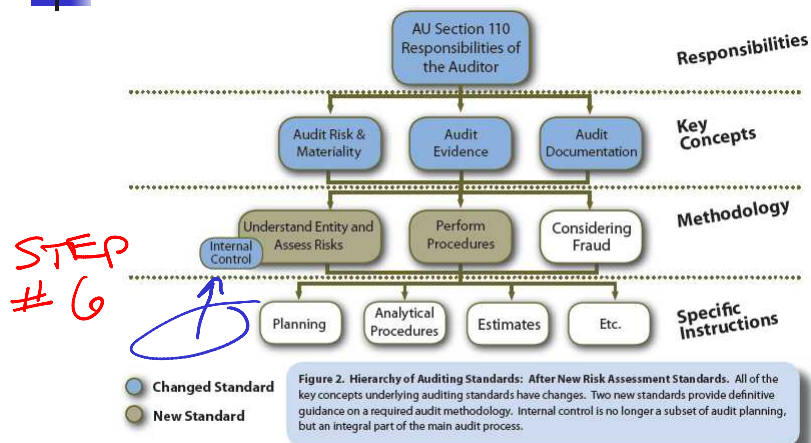 AU Section 110
Responsibilities of
the Auditor
Responsibilities
Audit Risk &
Materiality
Audit
Evidence
Audit
Documentation
Key
Concepts
Understand Entity and
Assess Risks
Internal
Control
Perform
Procedures
Considering
Fraud
Methodology
STEP
# 6
Planning
Analytical
Procedures
Estimates
Etc.
Specific
Instructions
Changed Standard
New Standard
Figure 2. Hierarchy of Auditing Standards: After New Risk Assessment Standards. All of the
key concepts underlying auditing standards have changes. Two new standards provide definitive
guidance on a required audit methodology. Internal control is no longer a subset of audit planning,
but an integral part of the main audit process.